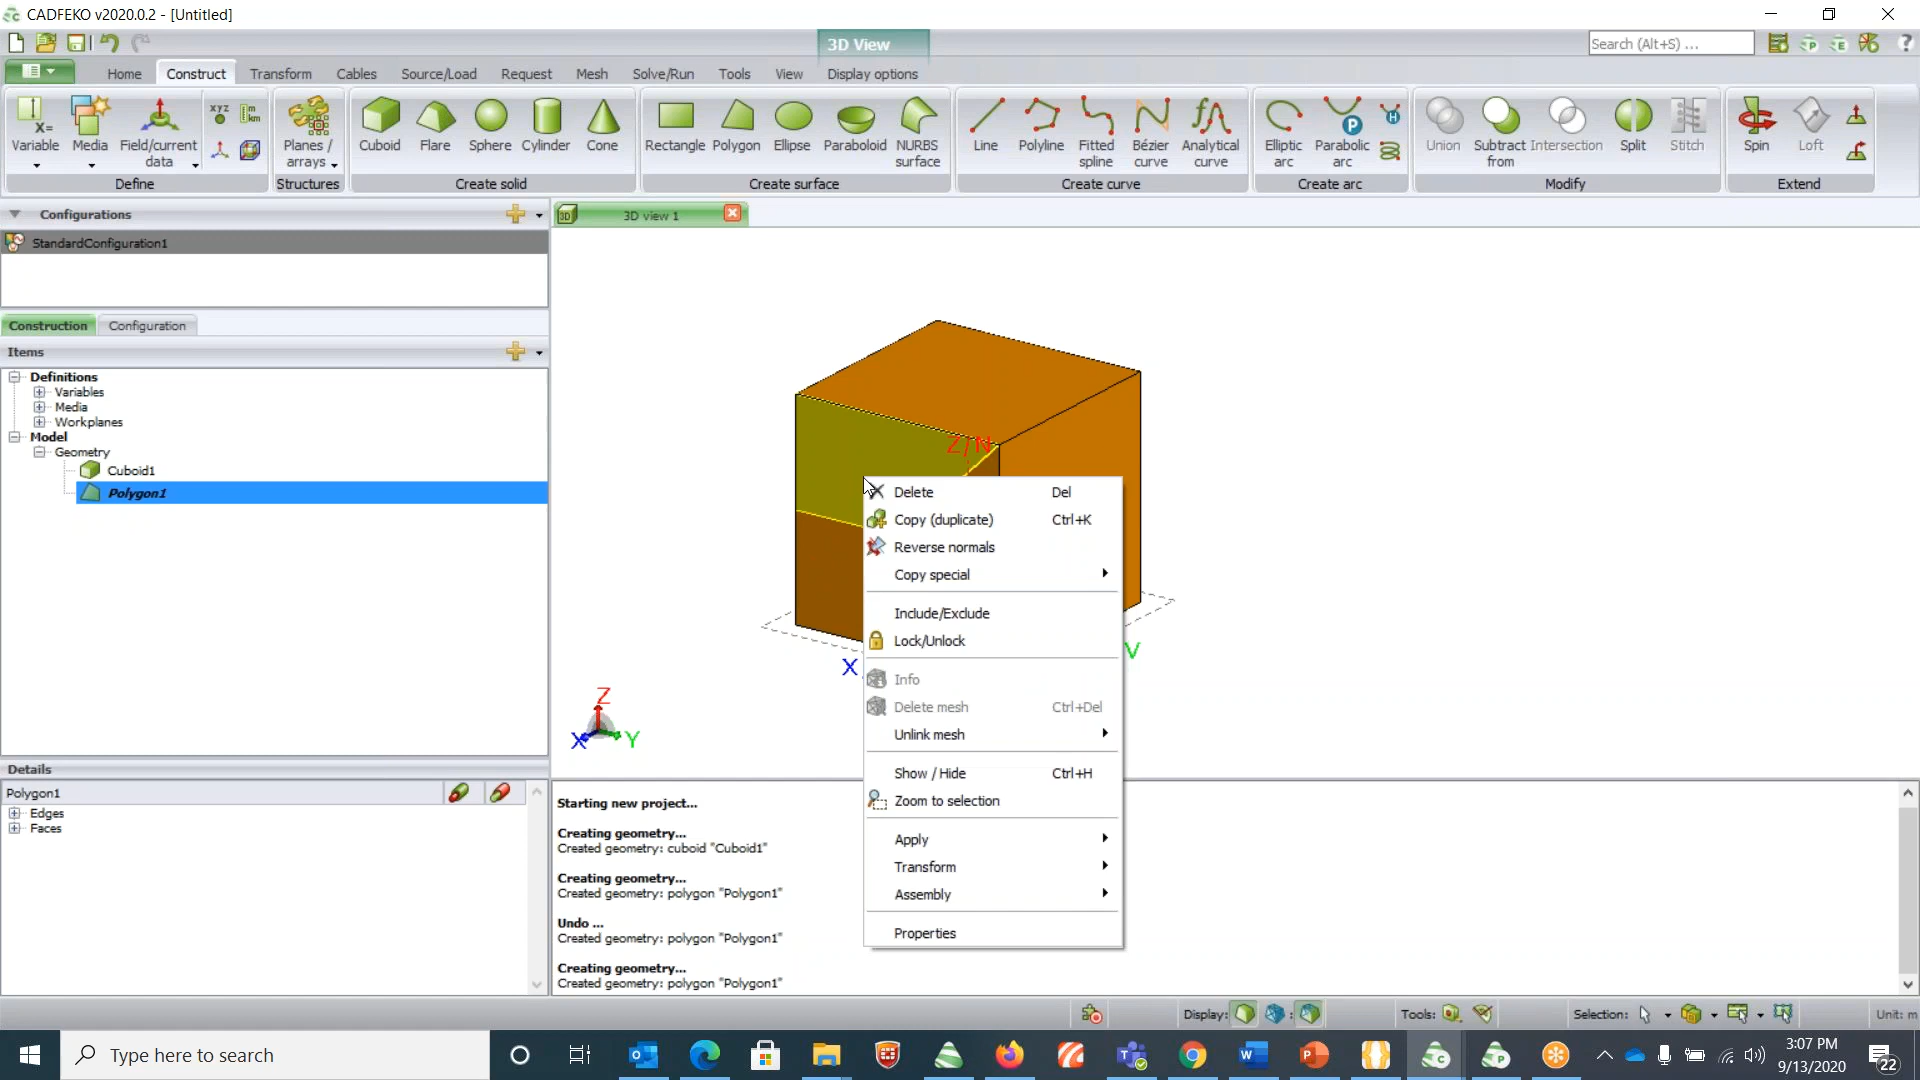 CADFEKO v2020.0.2 - [Untitled]
3D View
Search (Alt+S) ...
Home Construct Transform Cables Source/Load Request Mesh Solve/Run Tools View Display options
Variable Media Field/current data
Define
Planes / arrays
Structures
Cuboid Flare Sphere Cylinder Cone
Create solid
Rectangle Polygon Ellipse Paraboloid NURBS surface
Create surface
Line Polyline Fitted spline Bézier curve Analytical curve
Create curve
Elliptic arc Parabolic arc
Create arc
Union Subtract from Intersection Split Stitch
Modify
Spin Loft
Extend
Configurations
StandardConfiguration1
3D view 1
Construction Configuration
Items
Definitions
Variables
Media
Workplanes
Model
Geometry
Cuboid1
Polygon1
Z/N
X
V
Z
X Y
Delete Del
Copy (duplicate) Ctrl+K
Reverse normals
Copy special
Include/Exclude
Lock/Unlock
Info
Delete mesh Ctrl+Del
Unlink mesh
Show / Hide Ctrl+H
Zoom to selection
Apply
Transform
Assembly
Properties
Details
Polygon1
Edges
Faces
Starting new project...
Creating geometry...
Created geometry: cuboid "Cuboid1"
Creating geometry...
Created geometry: polygon "Polygon1"
Undo ...
Created geometry: polygon "Polygon1"
Creating geometry...
Created geometry: polygon "Polygon1"
Display: Tools: Selection: Unit: m
Type here to search
3:07 PM
9/13/2020
22